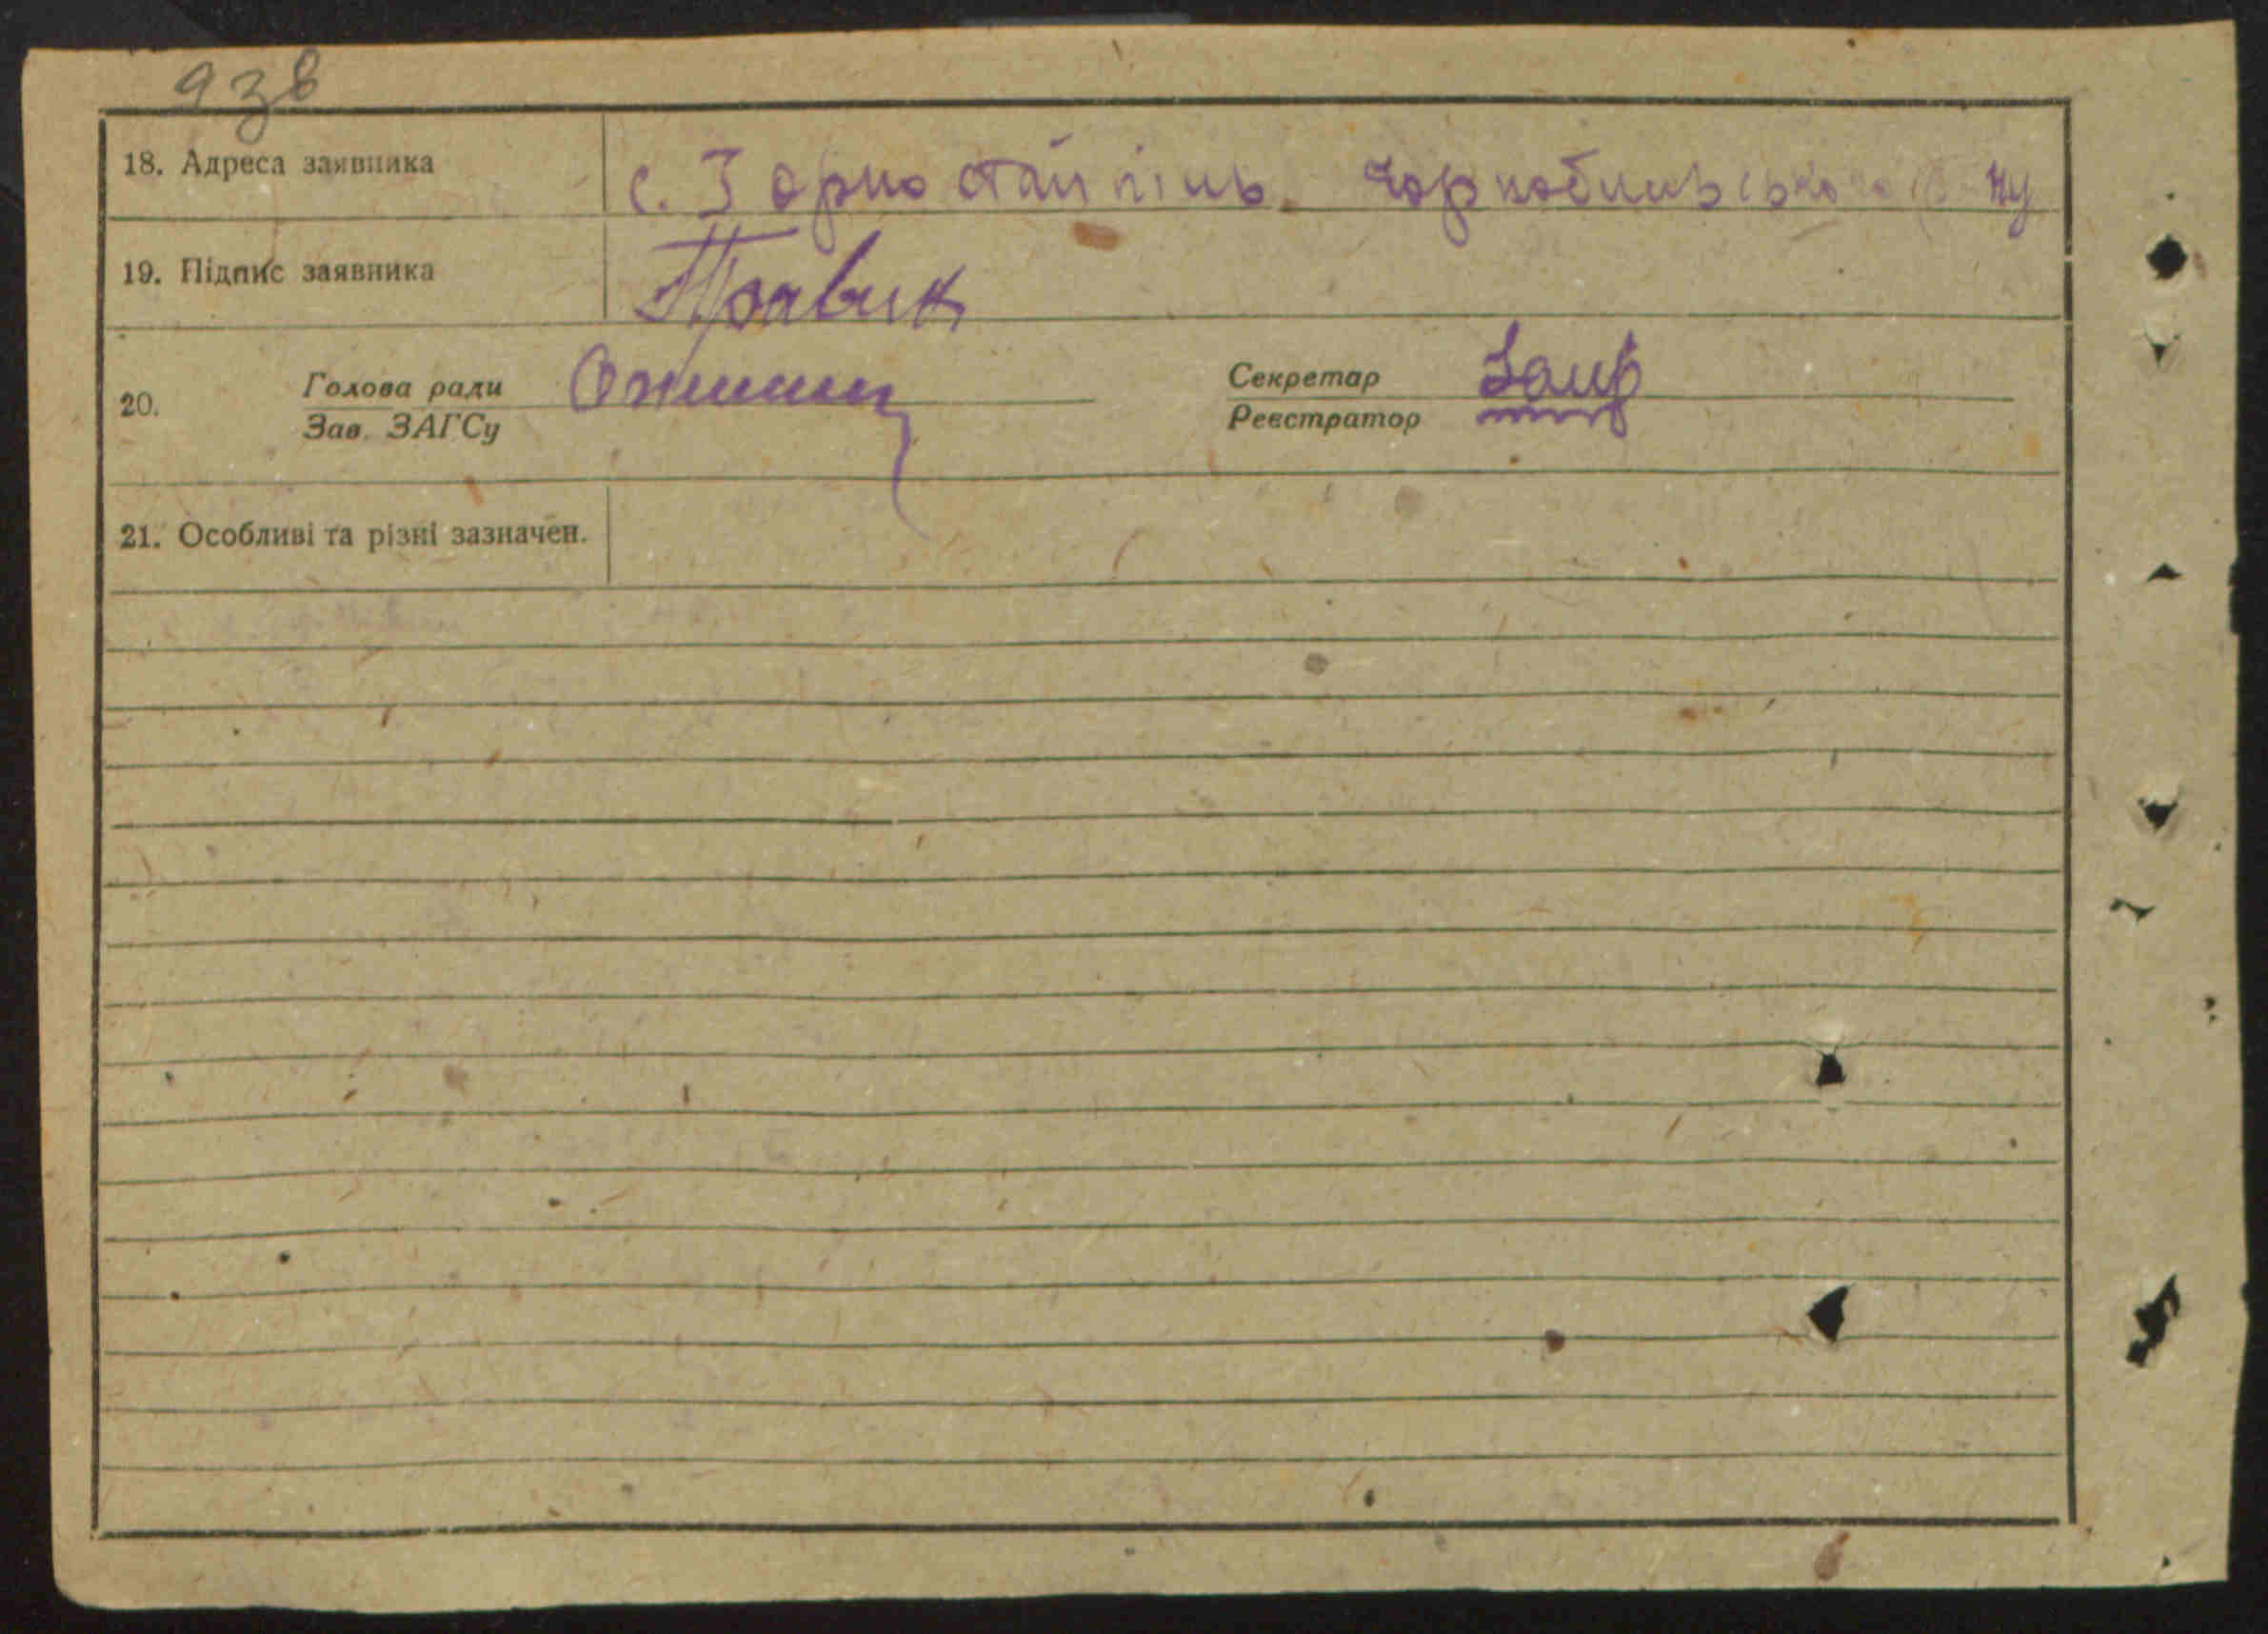 938
18. Адреса заявника с. Горностайпіль Чорнобильського р-ну
19. Підпис заявника Правик
20. Голова ради
Зав. ЗАГСу
Секретар
Реєстратор
21. Особливі та різні зазначен.